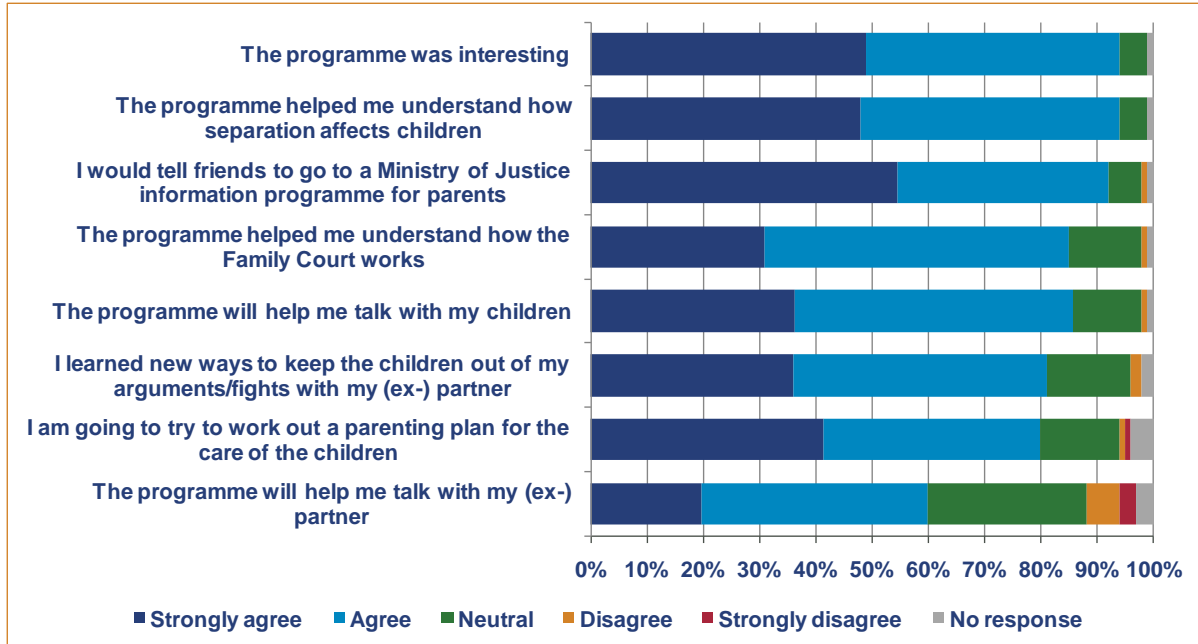 The programme was interesting
The programme helped me understand how
separation affects children
I would tell friends to go to a Ministry of Justice
information programme for parents
The programme helped me understand how the
Family Court works
The programme will help me talk with my children
I learned new ways to keep the children out of my
arguments/fights with my (ex-) partner
I am going to try to work out a parenting plan for the
care of the children
The programme will help me talk with my (ex-)
partner
0% 10% 20% 30% 40% 50% 60% 70% 80% 90% 100%
Strongly agree Agree Neutral Disagree Strongly disagree No response